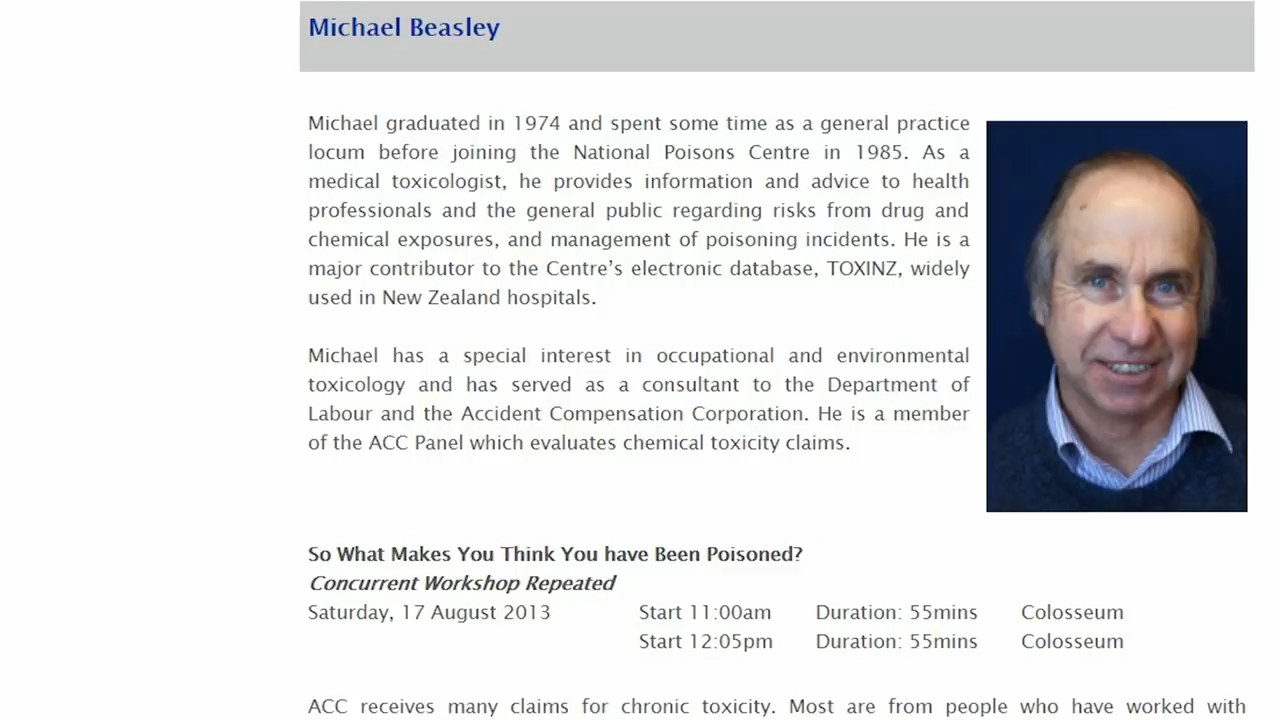 Michael Beasley
Michael graduated in 1974 and spent some time as a general practice
locum before joining the National Poisons Centre in 1985. As a
medical toxicologist, he provides information and advice to health
professionals and the general public regarding risks from drug and
chemical exposures, and management of poisoning incidents. He is a
major contributor to the Centre’s electronic database, TOXINZ, widely
used in New Zealand hospitals.
Michael has a special interest in occupational and environmental
toxicology and has served as a consultant to the Department of
Labour and the Accident Compensation Corporation. He is a member
of the ACC Panel which evaluates chemical toxicity claims.
So What Makes You Think You have Been Poisoned?
Concurrent Workshop Repeated
Saturday, 17 August 2013 Start 11:00am Duration: 55mins Colosseum
Start 12:05pm Duration: 55mins Colosseum
ACC receives many claims for chronic toxicity. Most are from people who have worked with